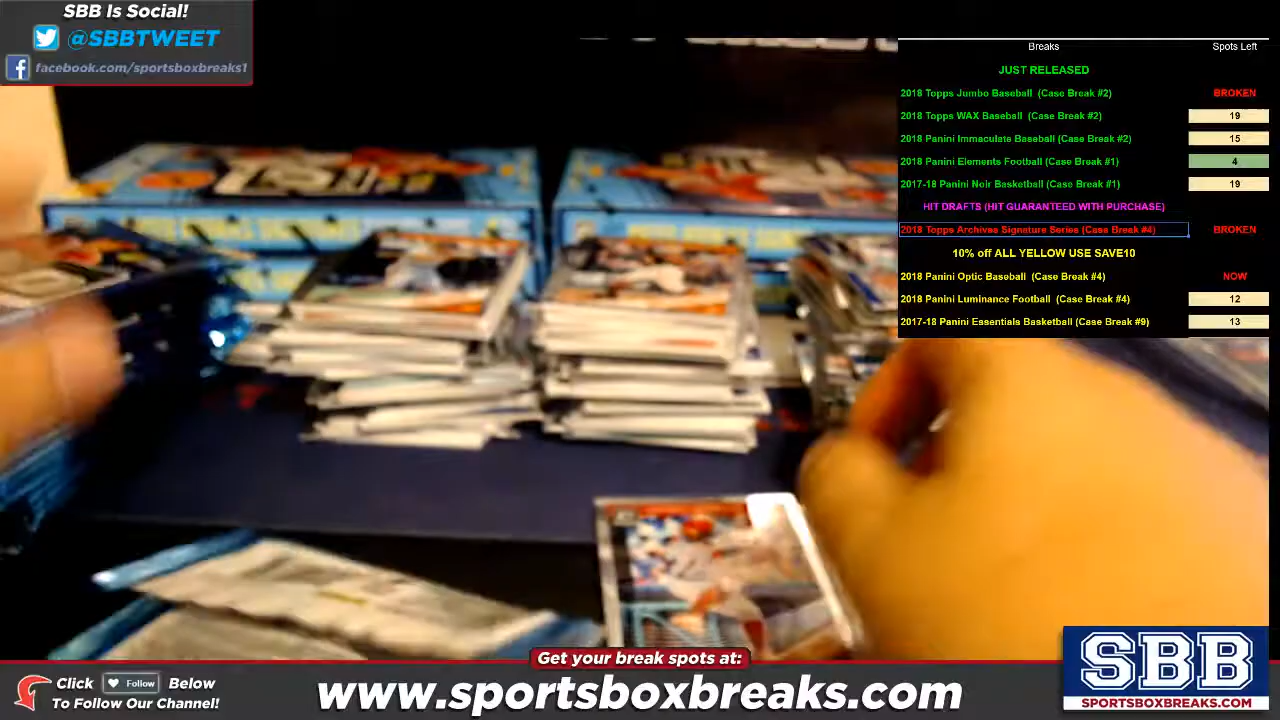 SBB Is Social!
@SBBTWEET
facebook.com/sportsboxbreaks1
Breaks Spots Left
JUST RELEASED
2018 Topps Jumbo Baseball (Case Break #2) BROKEN
2018 Topps WAX Baseball (Case Break #2) 19
2018 Panini Immaculate Baseball (Case Break #2) 15
2018 Panini Elements Football (Case Break #1) 4
2017-18 Panini Noir Basketball (Case Break #1) 19
HIT DRAFTS (HIT GUARANTEED WITH PURCHASE)
2018 Topps Archives Signature Series (Case Break #4) BROKEN
10% off ALL YELLOW USE SAVE10
2018 Panini Optic Baseball (Case Break #4) NOW
2018 Panini Luminance Football (Case Break #4) 12
2017-18 Panini Essentials Basketball (Case Break #9) 13
Get your break spots at:
Click Follow Below
To Follow Our Channel!
www.sportsboxbreaks.com
SBB
SPORTSBOXBREAKS.COM